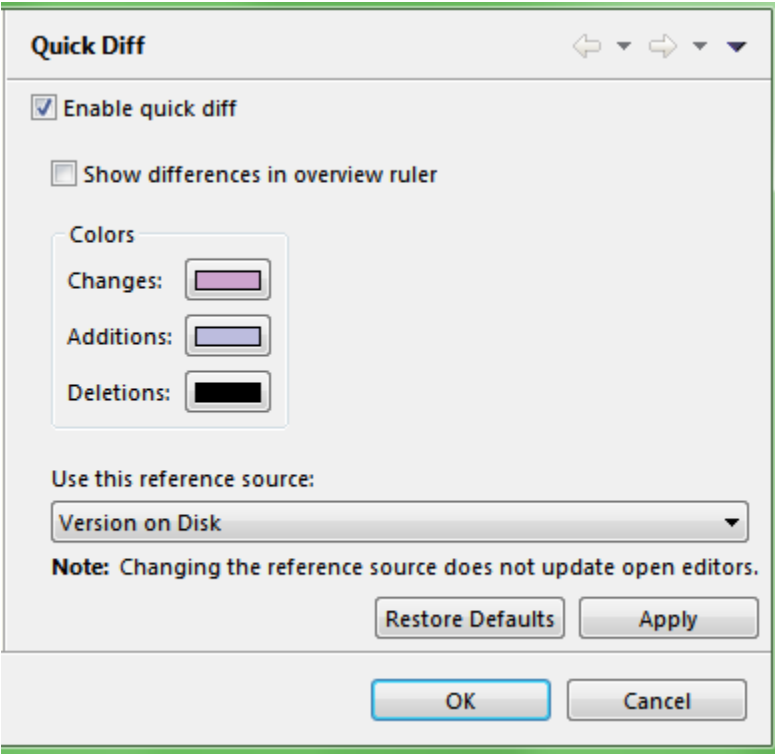 Quick Diff
Enable quick diff
Show differences in overview ruler
Colors
Changes:
Additions:
Deletions:
Use this reference source:
Version on Disk
Note: Changing the reference source does not update open editors.
Restore Defaults Apply
OK Cancel